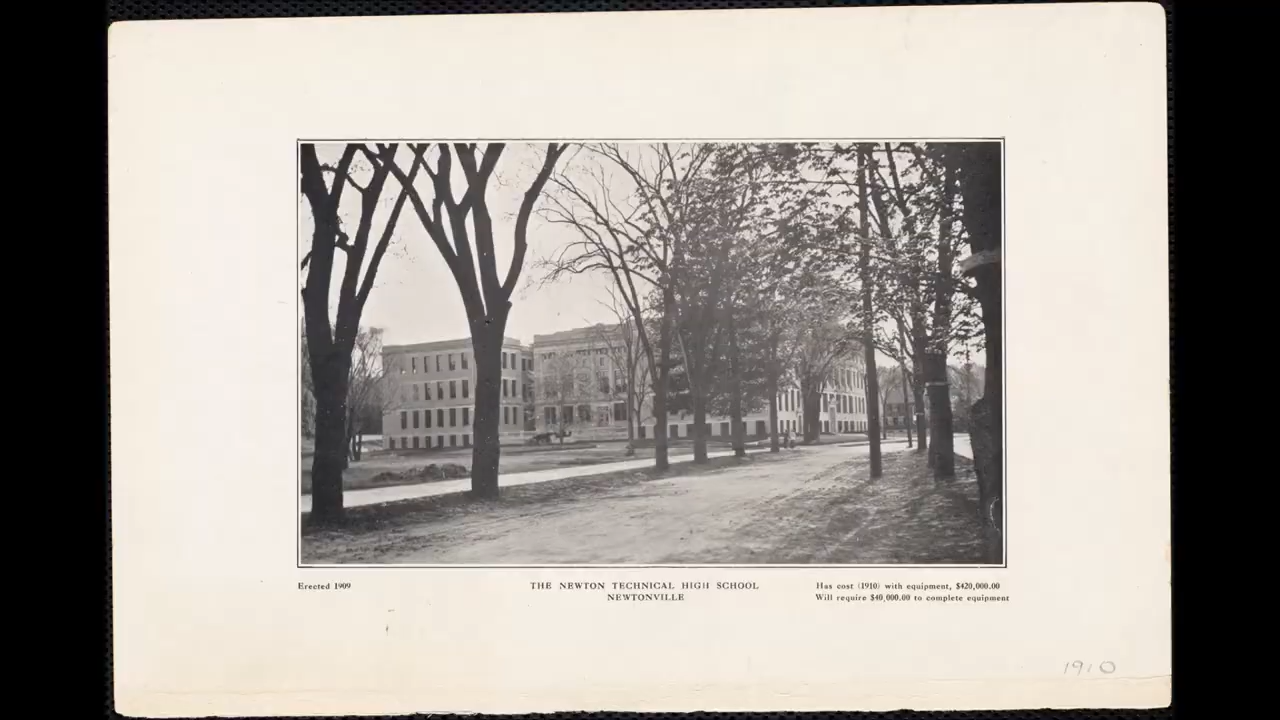 Erected 1909
THE NEWTON TECHNICAL HIGH SCHOOL
NEWTONVILLE
Has cost (1910) with equipment, $420,000.00
Will require $40,000.00 to complete equipment
1910